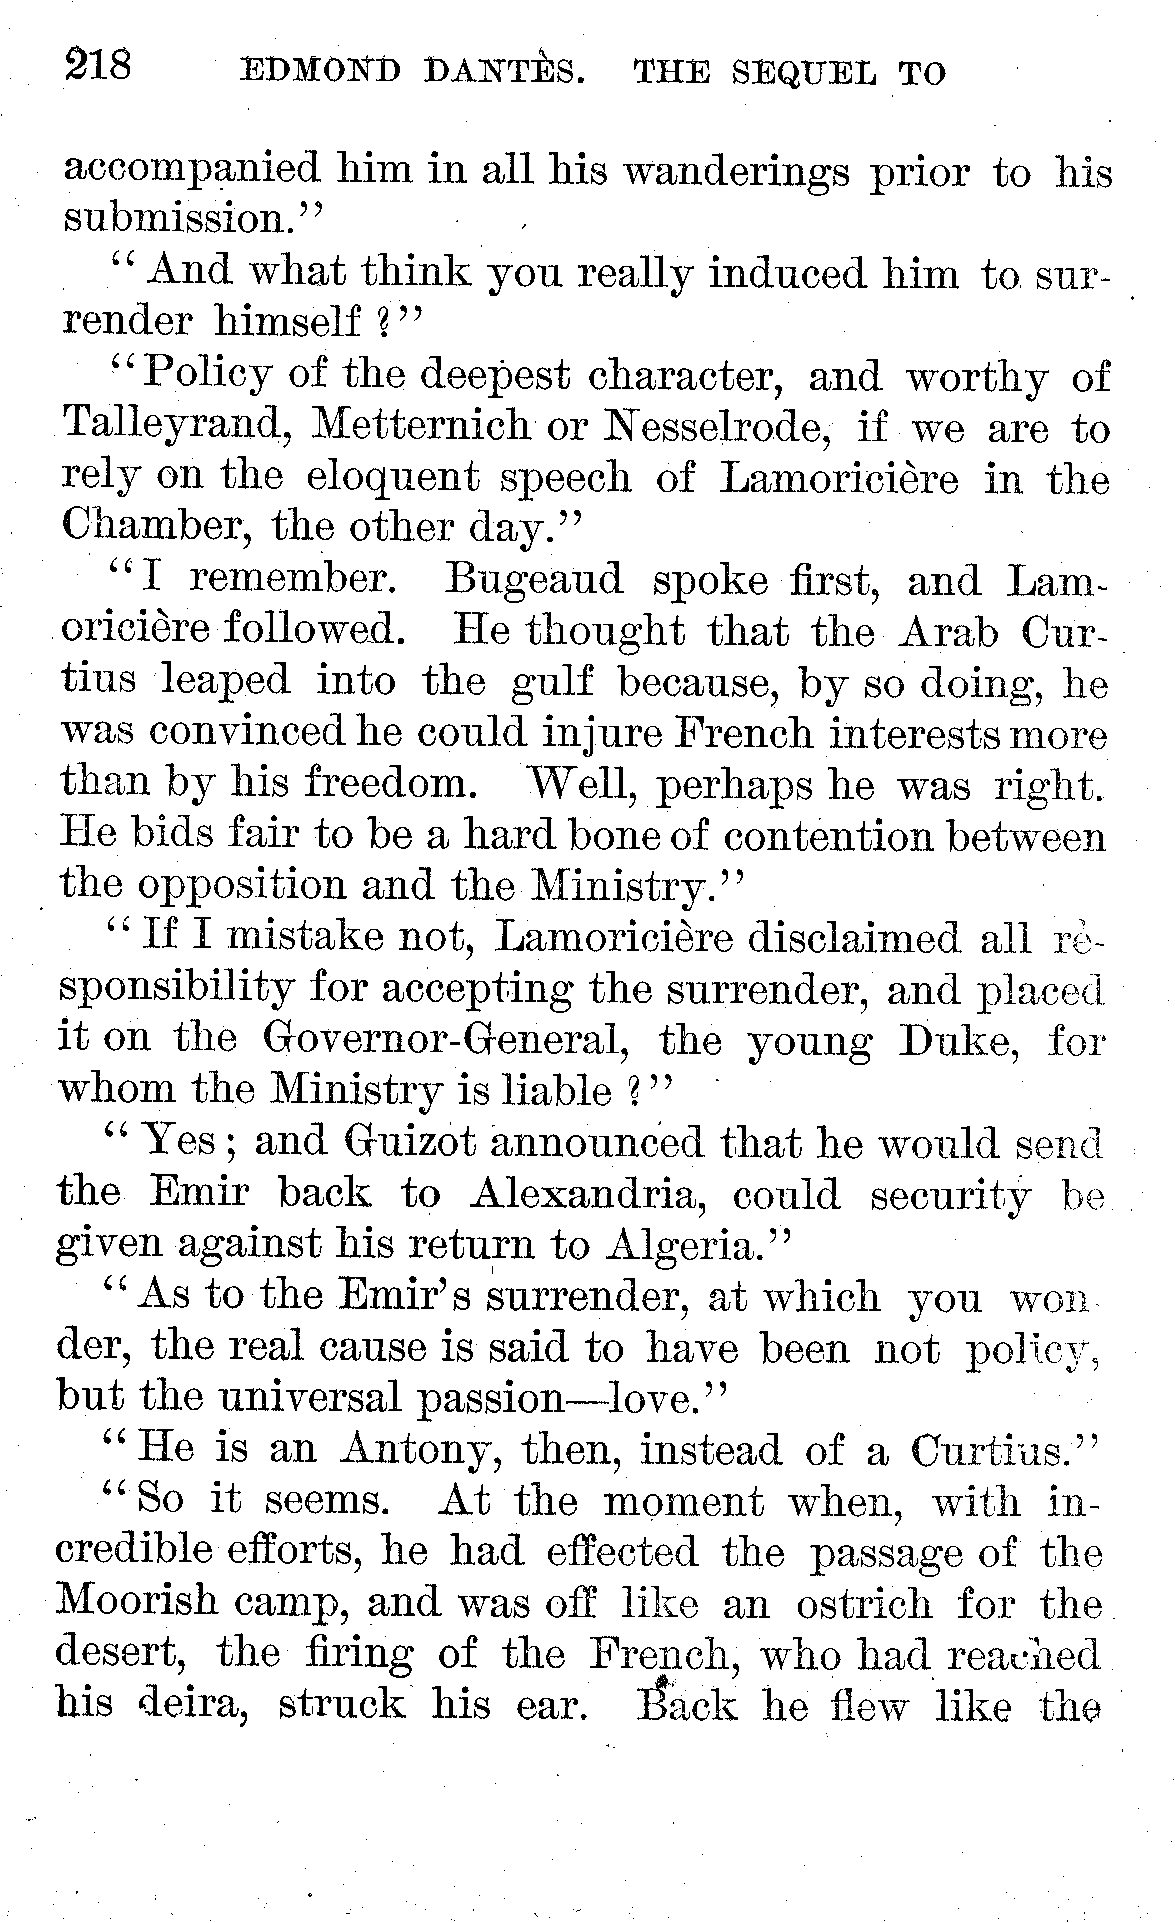 218 EDMOND DANTÈS. THE SEQUEL TO
accompanied him in all his wanderings prior to his
submission."
"And what think you really induced him to sur-
render himself?"
"Policy of the deepest character, and worthy of
Talleyrand, Metternich or Nesselrode, if we are to
rely on the eloquent speech of Lamoricière in the
Chamber, the other day."
"I remember. Bugeaud spoke first, and Lam-
oricière followed. He thought that the Arab Cur-
tius leaped into the gulf because, by so doing, he
was convinced he could injure French interests more
than by his freedom. Well, perhaps he was right.
He bids fair to be a hard bone of contention between
the opposition and the Ministry."
"If I mistake not, Lamoricière disclaimed all re-
sponsibility for accepting the surrender, and placed
it on the Governor-General, the young Duke, for
whom the Ministry is liable?"
"Yes; and Guizot announced that he would send
the Emir back to Alexandria, could security be
given against his return to Algeria."
"As to the Emir's surrender, at which you won-
der, the real cause is said to have been not policy,
but the universal passion—love."
"He is an Antony, then, instead of a Curtius."
"So it seems. At the moment when, with in-
credible efforts, he had effected the passage of the
Moorish camp, and was off like an ostrich for the
desert, the firing of the French, who had reached
his deira, struck his ear. Back he flew like the